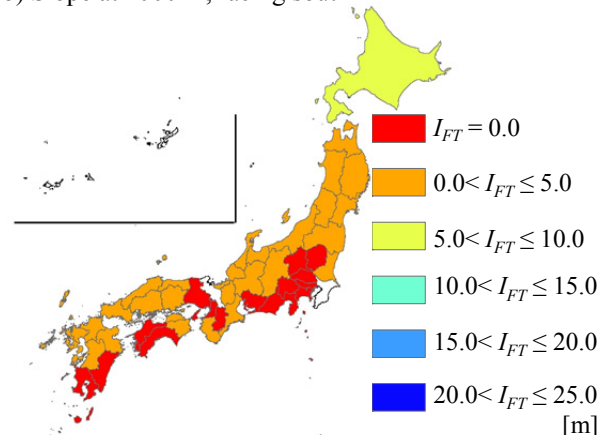 I_FT = 0.0
0.0< I_FT ≤ 5.0
5.0< I_FT ≤ 10.0
10.0< I_FT ≤ 15.0
15.0< I_FT ≤ 20.0
20.0< I_FT ≤ 25.0
[m]